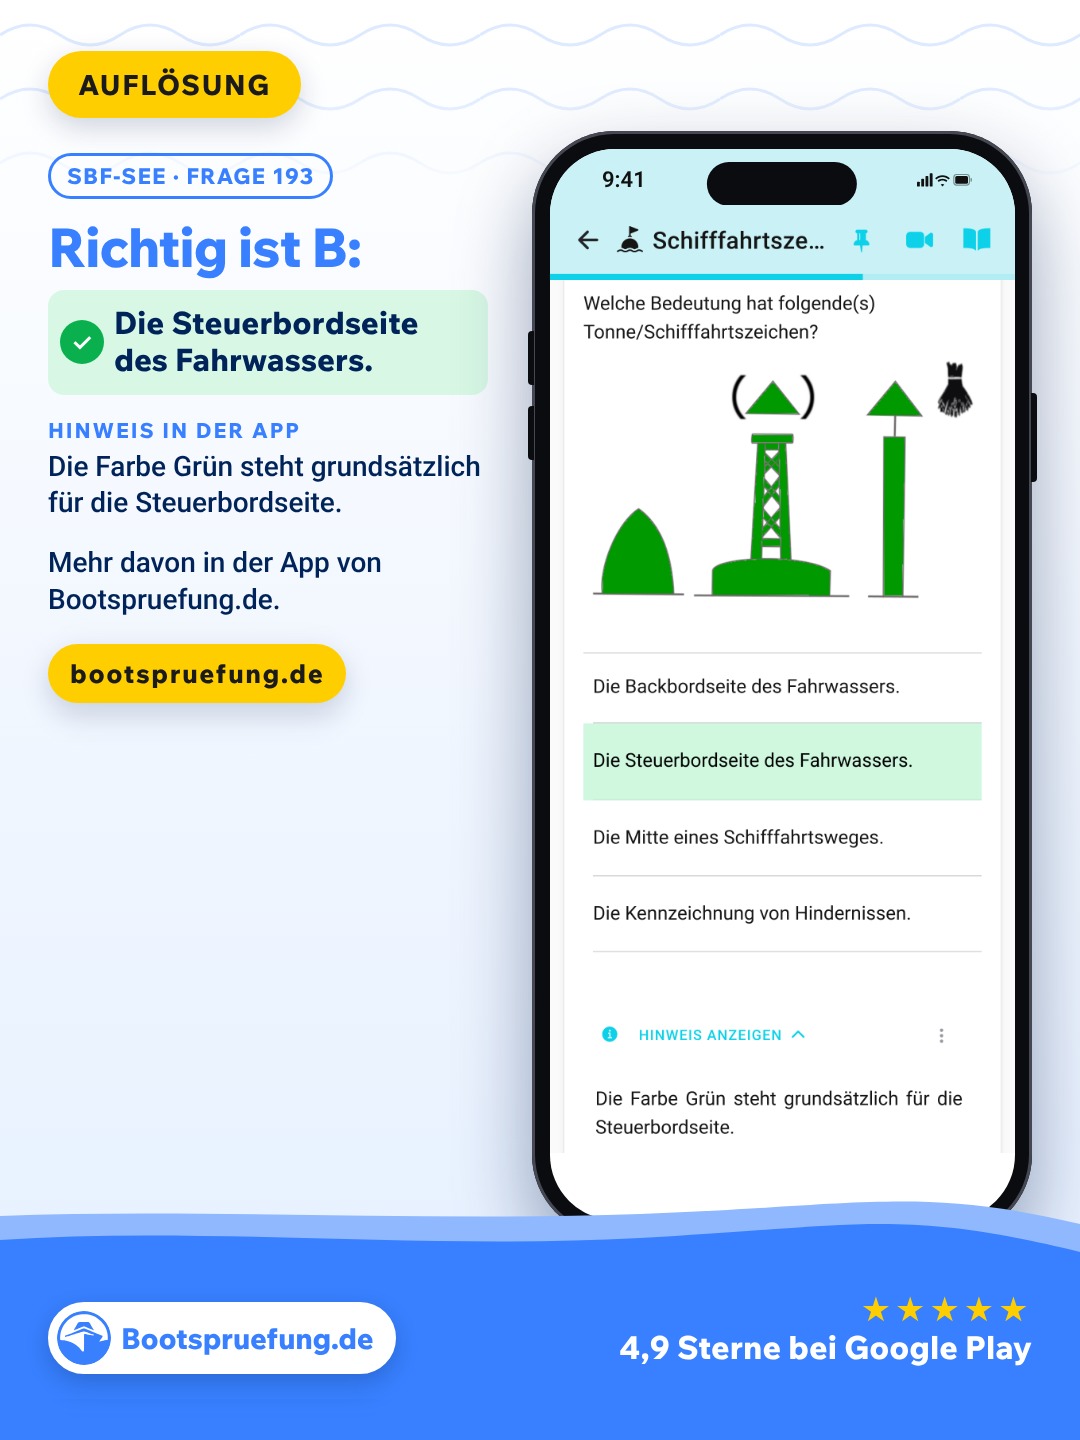 AUFLÖSUNG
SBF-SEE · FRAGE 193
Richtig ist B:
Die Steuerbordseite
des Fahrwassers.
HINWEIS IN DER APP
Die Farbe Grün steht grundsätzlich
für die Steuerbordseite.
Mehr davon in der App von
Bootspruefung.de.
bootspruefung.de
9:41
Schifffahrtsze...
Welche Bedeutung hat folgende(s)
Tonne/Schifffahrtszeichen?
( )
Die Backbordseite des Fahrwassers.
Die Steuerbordseite des Fahrwassers.
Die Mitte eines Schifffahrtsweges.
Die Kennzeichnung von Hindernissen.
HINWEIS ANZEIGEN
Die Farbe Grün steht grundsätzlich für die
Steuerbordseite.
Bootspruefung.de
4,9 Sterne bei Google Play